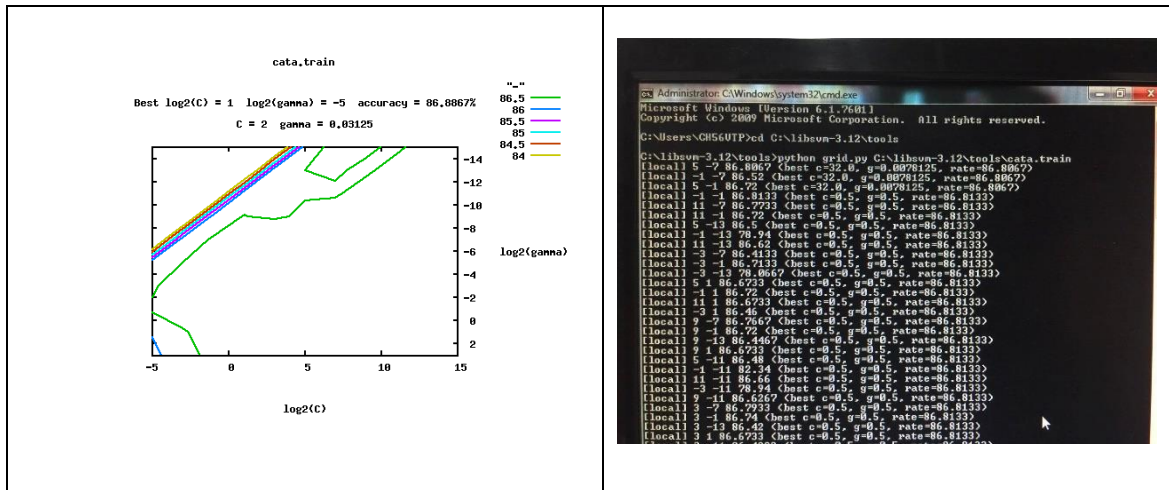 cata.train
Best log2(C) = 1 log2(gamma) = -5 accuracy = 86.8867%
C = 2 gamma = 0.03125
"_"
86.5
86
85.5
85
84.5
84
-14
-12
-10
-8
-6
-4
-2
0
2
log2(gamma)
-5 0 5 10 15
log2(C)
Administrator: C:\Windows\system32\cmd.exe
Microsoft Windows [Version 6.1.7601]
Copyright (c) 2009 Microsoft Corporation. All rights reserved.
C:\Users\CH56UTP>cd C:\libsvm-3.12\tools
C:\libsvm-3.12\tools>python grid.py C:\libsvm-3.12\tools\cata.train
[local] 5 -7 86.8067 (best c=32.0, g=0.0078125, rate=86.8067)
[local] -1 -7 86.52 (best c=32.0, g=0.0078125, rate=86.8067)
[local] 5 -1 86.72 (best c=32.0, g=0.0078125, rate=86.8067)
[local] -1 -1 86.8133 (best c=0.5, g=0.5, rate=86.8133)
[local] 11 -7 86.7733 (best c=0.5, g=0.5, rate=86.8133)
[local] 11 -1 86.72 (best c=0.5, g=0.5, rate=86.8133)
[local] 5 -13 86.5 (best c=0.5, g=0.5, rate=86.8133)
[local] -1 -13 78.94 (best c=0.5, g=0.5, rate=86.8133)
[local] 11 -13 86.62 (best c=0.5, g=0.5, rate=86.8133)
[local] -3 -7 86.4133 (best c=0.5, g=0.5, rate=86.8133)
[local] -3 -1 86.7133 (best c=0.5, g=0.5, rate=86.8133)
[local] -3 -13 78.0667 (best c=0.5, g=0.5, rate=86.8133)
[local] 5 1 86.6733 (best c=0.5, g=0.5, rate=86.8133)
[local] -1 1 86.72 (best c=0.5, g=0.5, rate=86.8133)
[local] 11 1 86.6733 (best c=0.5, g=0.5, rate=86.8133)
[local] -3 1 86.46 (best c=0.5, g=0.5, rate=86.8133)
[local] 9 -7 86.7667 (best c=0.5, g=0.5, rate=86.8133)
[local] 9 -1 86.72 (best c=0.5, g=0.5, rate=86.8133)
[local] 9 -13 86.4467 (best c=0.5, g=0.5, rate=86.8133)
[local] 9 1 86.6733 (best c=0.5, g=0.5, rate=86.8133)
[local] 5 -11 86.48 (best c=0.5, g=0.5, rate=86.8133)
[local] -1 -11 82.34 (best c=0.5, g=0.5, rate=86.8133)
[local] 11 -11 86.66 (best c=0.5, g=0.5, rate=86.8133)
[local] -3 -11 78.94 (best c=0.5, g=0.5, rate=86.8133)
[local] 9 -11 86.6267 (best c=0.5, g=0.5, rate=86.8133)
[local] 3 -7 86.7933 (best c=0.5, g=0.5, rate=86.8133)
[local] 3 -1 86.74 (best c=0.5, g=0.5, rate=86.8133)
[local] 3 -13 86.42 (best c=0.5, g=0.5, rate=86.8133)
[local] 3 1 86.6733 (best c=0.5, g=0.5, rate=86.8133)